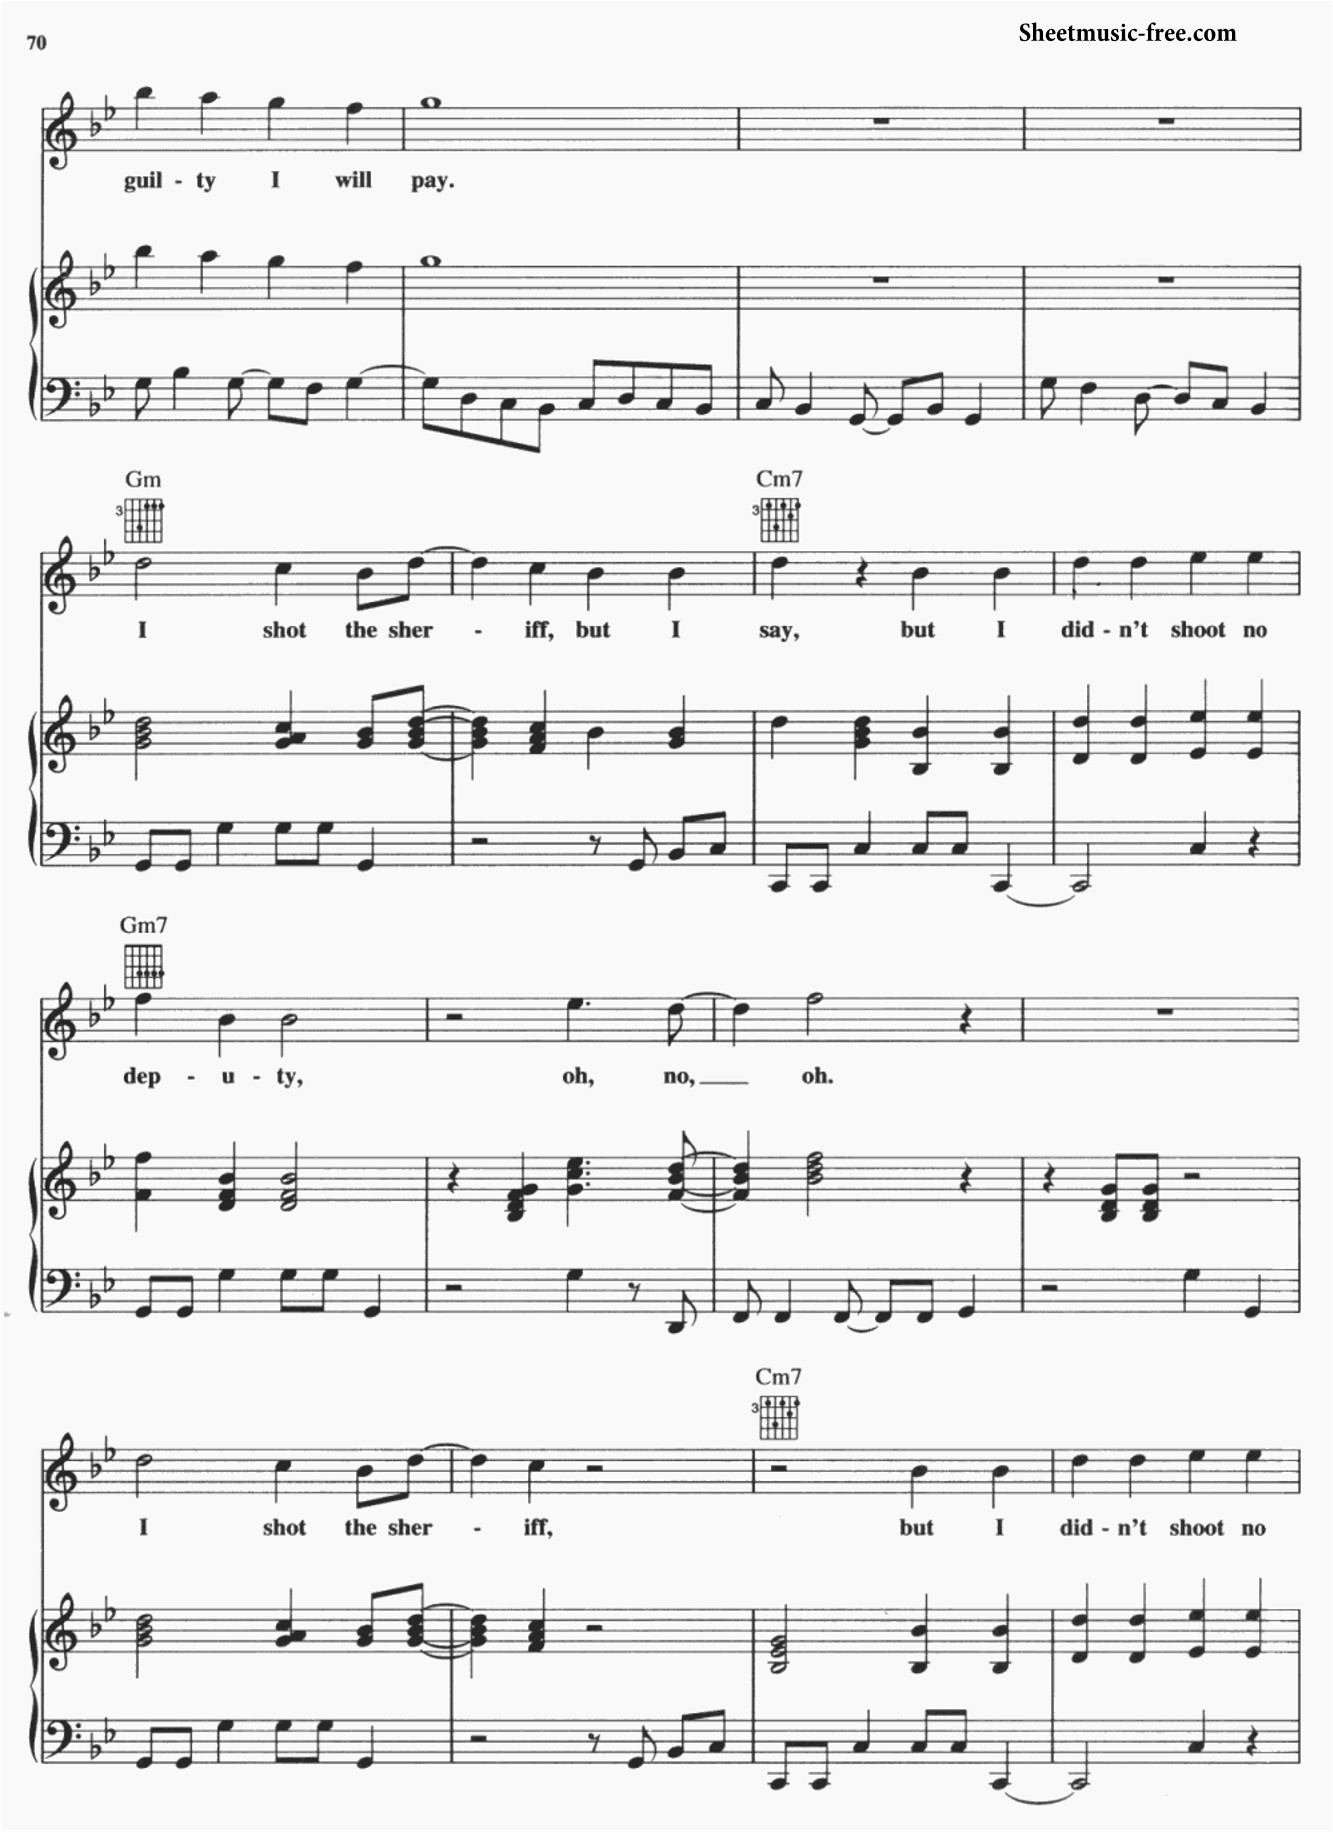 70
Sheetmusic-free.com
guil - ty I will pay.
Gm Cm7
3 3
I shot the sher - iff, but I say, but I did - n't shoot no
Gm7
dep - u - ty, oh, no, oh.
Cm7
3
I shot the sher - iff, but I did - n't shoot no